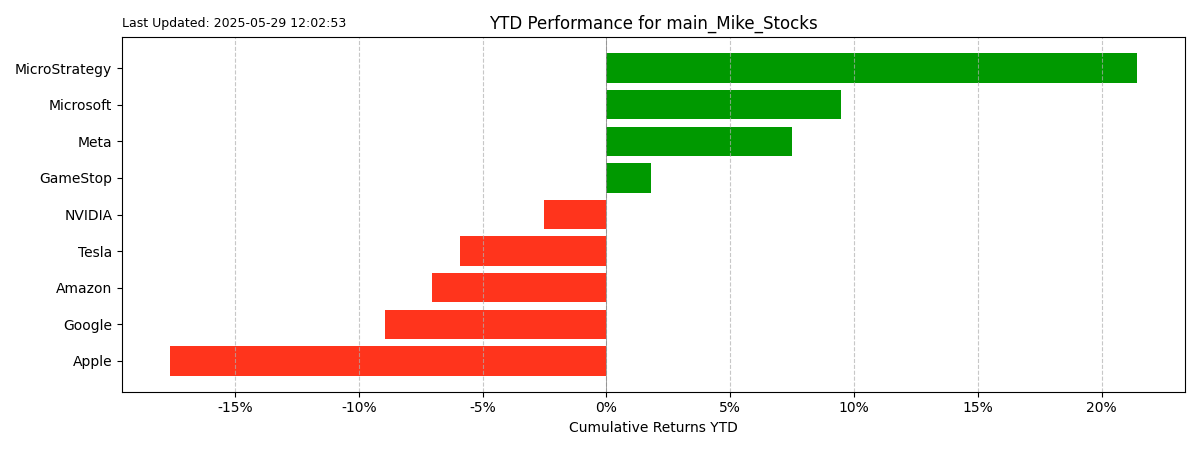 Last Updated: 2025-05-29 12:02:53
YTD Performance for main_Mike_Stocks
MicroStrategy
Microsoft
Meta
GameStop
NVIDIA
Tesla
Amazon
Google
Apple
-15% -10% -5% 0% 5% 10% 15% 20%
Cumulative Returns YTD